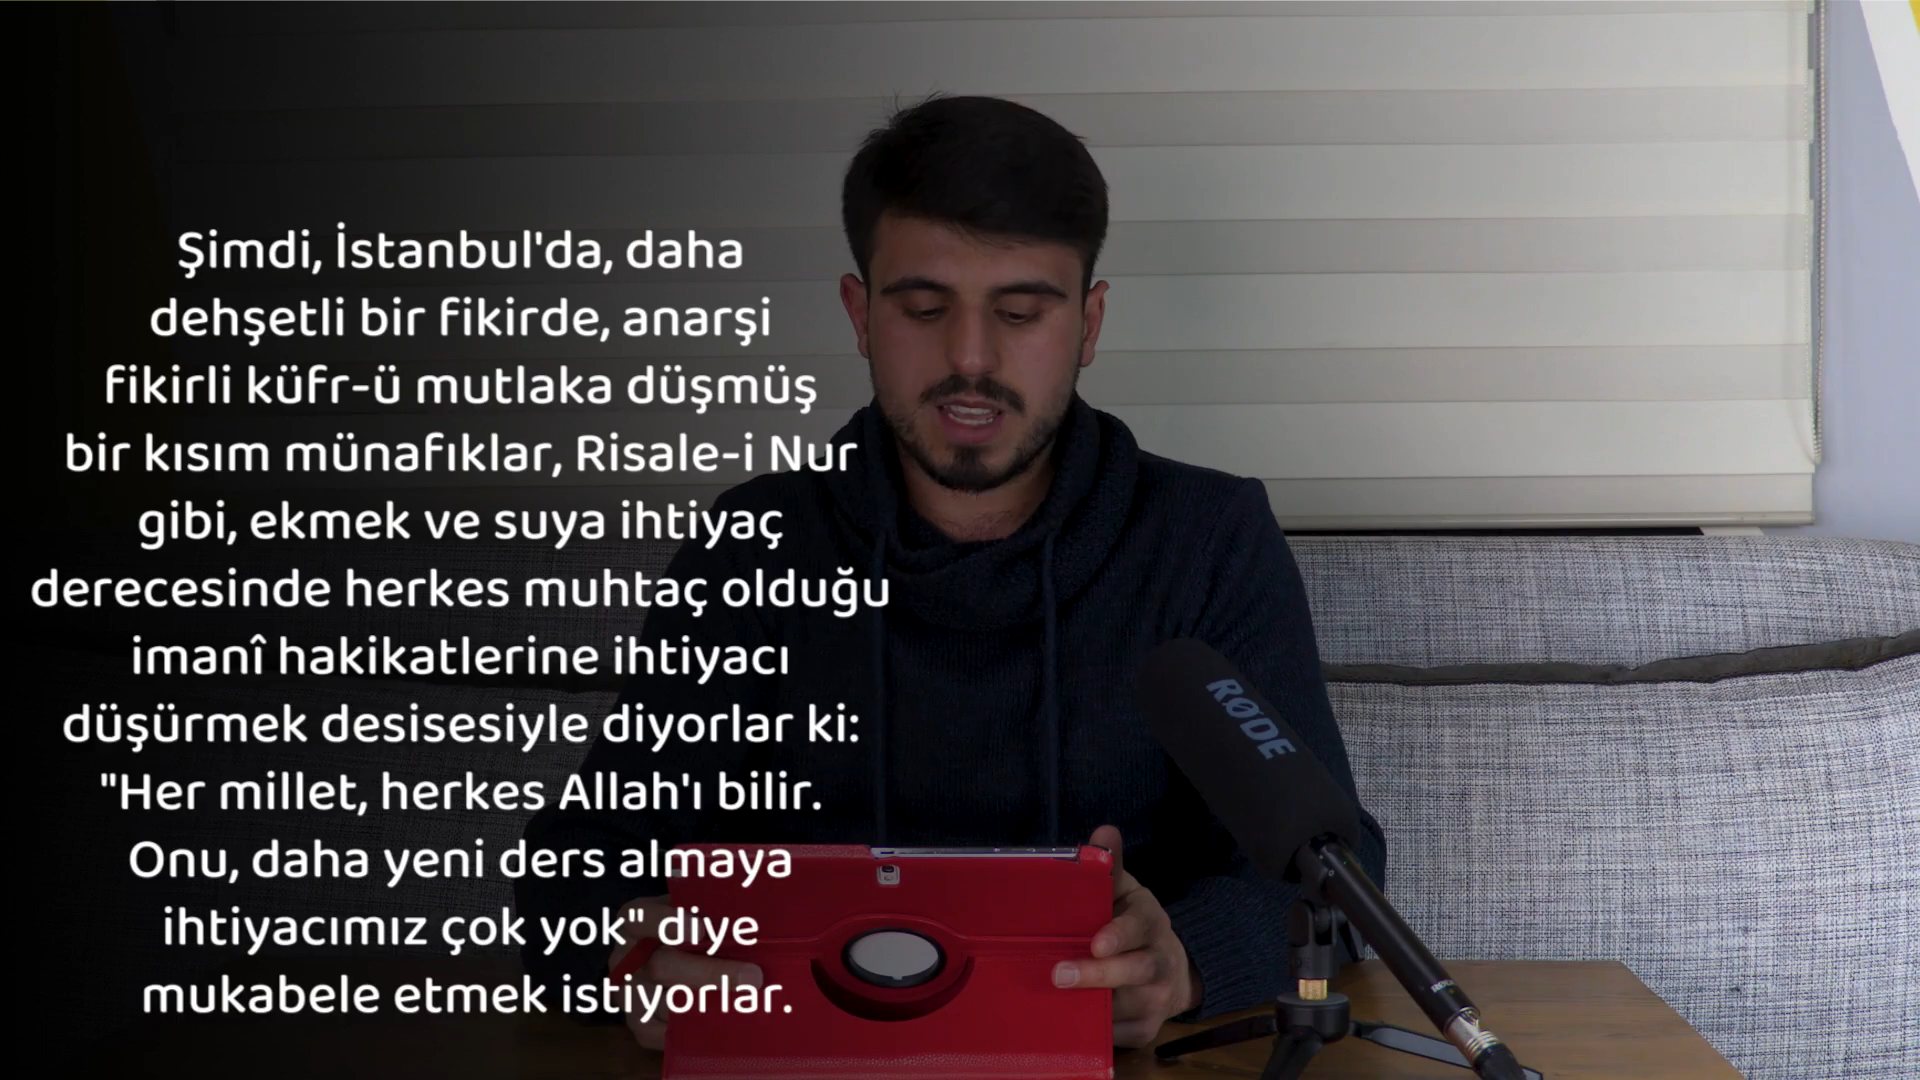 Şimdi, İstanbul'da, daha
dehşetli bir fikirde, anarşi
fikirli küfr-ü mutlaka düşmüş
bir kısım münafıklar, Risale-i Nur
gibi, ekmek ve suya ihtiyaç
derecesinde herkes muhtaç olduğu
imanî hakikatlerine ihtiyacı
düşürmek desisesiyle diyorlar ki:
"Her millet, herkes Allah'ı bilir.
Onu, daha yeni ders almaya
ihtiyacımız çok yok" diye
mukabele etmek istiyorlar.
RØDE